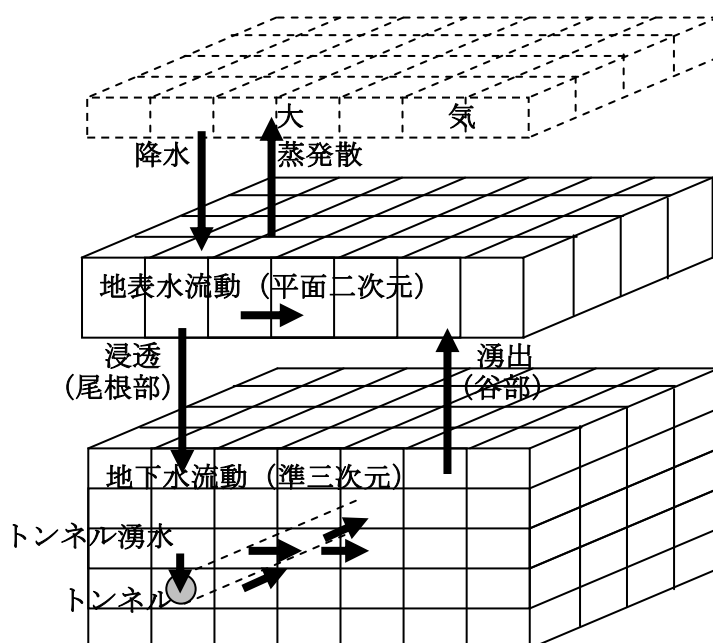 大　気
降水
蒸発散
地表水流動（平面二次元）
浸透
（尾根部）
湧出
（谷部）
地下水流動（準三次元）
トンネル湧水
トンネル